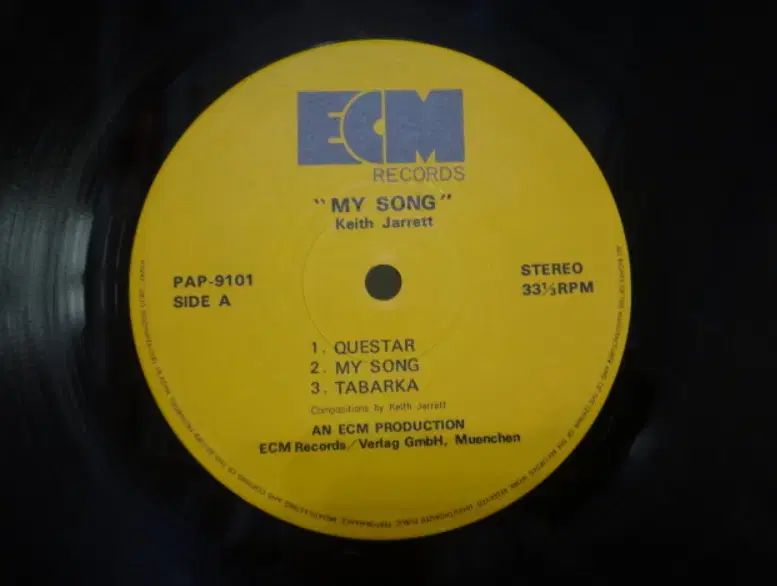 ECM
RECORDS
"MY SONG"
Keith Jarrett
PAP-9101
SIDE A
STEREO
33⅓RPM
1. QUESTAR
2. MY SONG
3. TABARKA
Compositions by Keith Jarrett
AN ECM PRODUCTION
ECM Records/Verlag GmbH, Muenchen